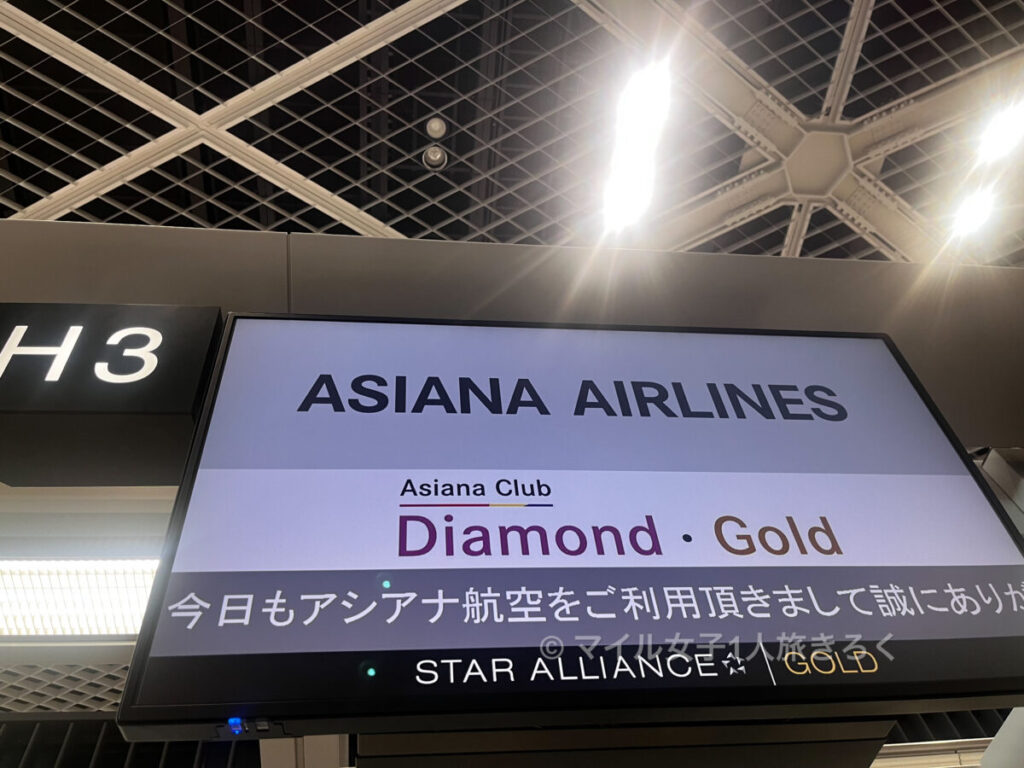 H3
ASIANA AIRLINES
Asiana Club
Diamond・Gold
今日もアシアナ航空をご利用頂きまして誠にありが
© マイル女子1人旅きろく
STAR ALLIANCE | GOLD